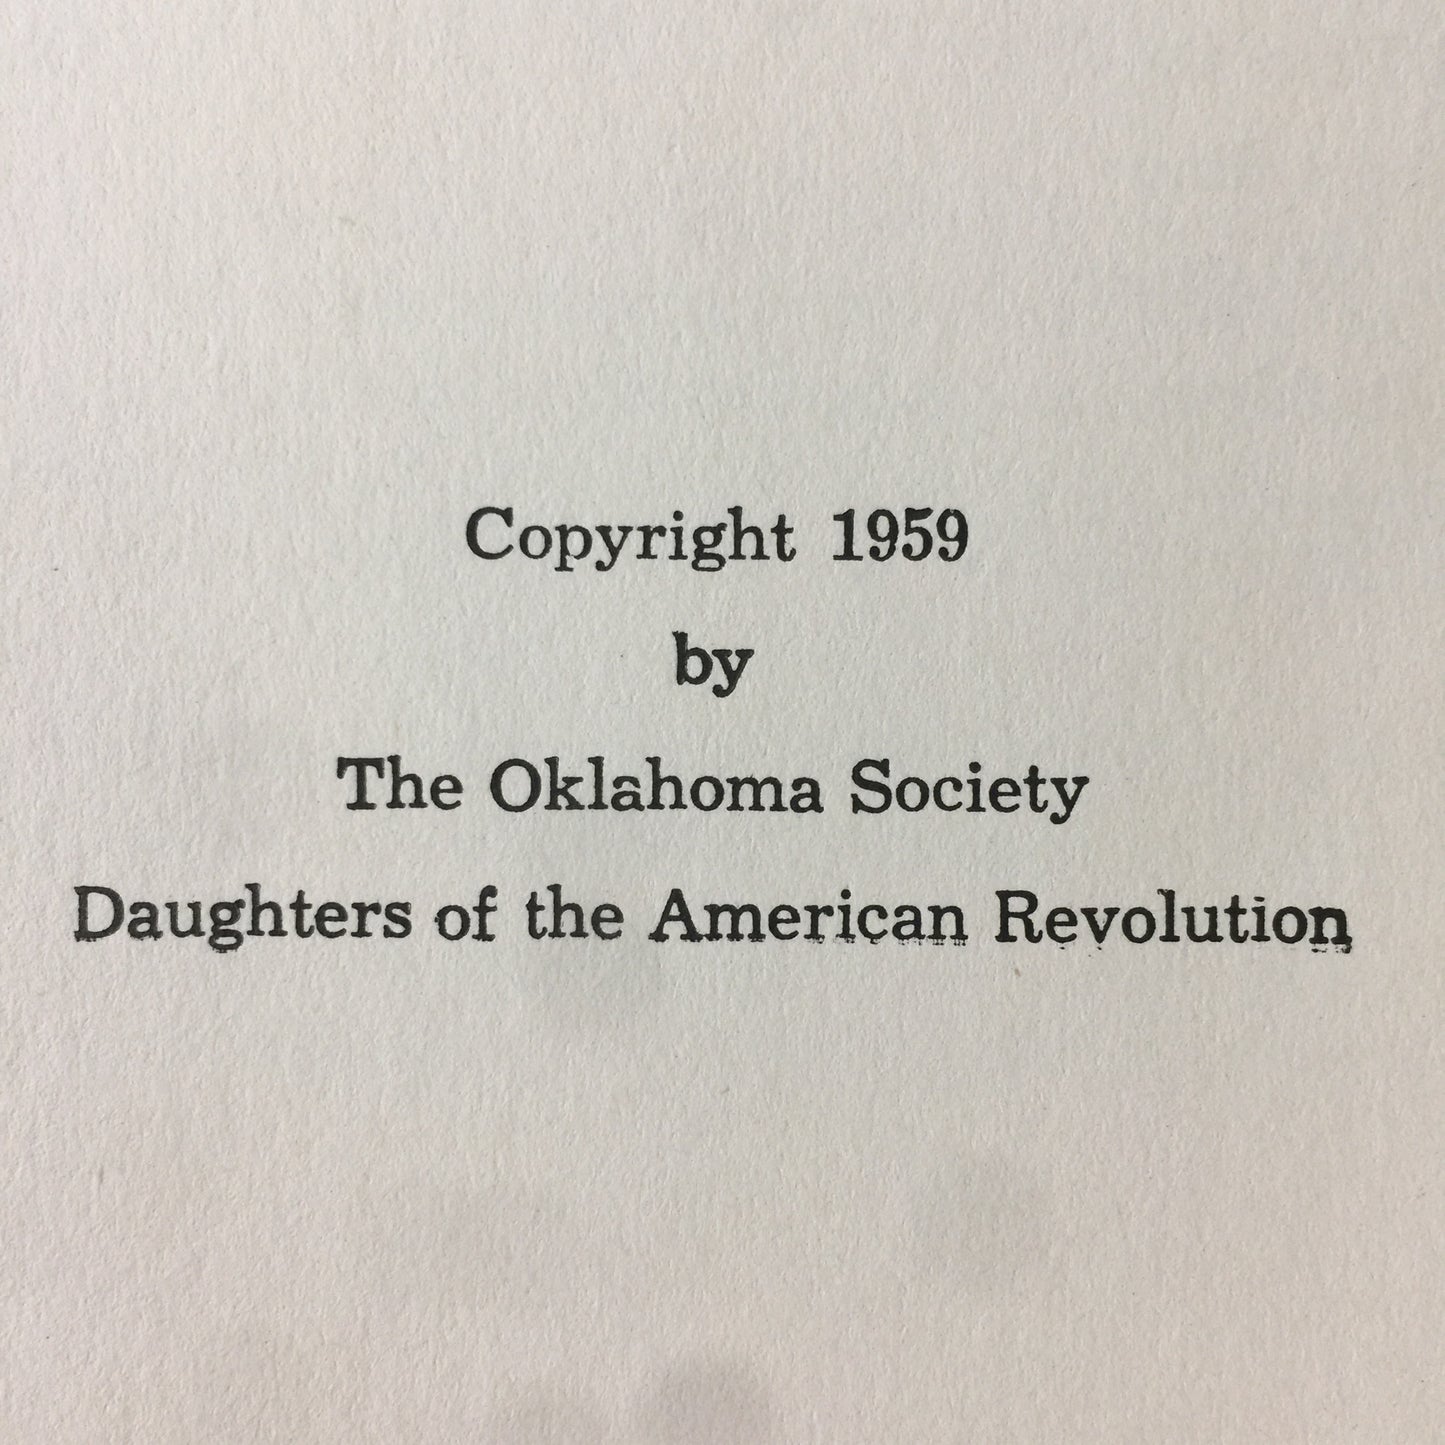 Copyright 1959
by
The Oklahoma Society
Daughters of the American Revolution